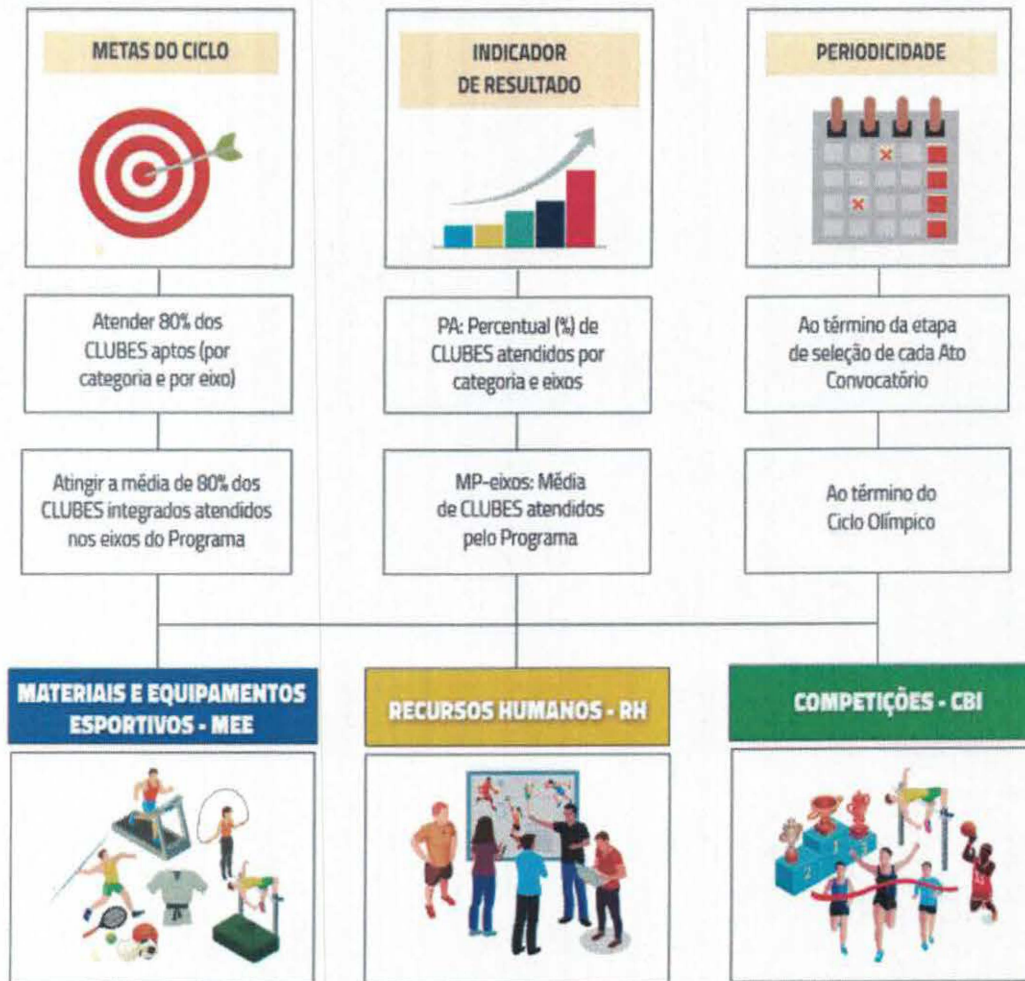 METAS DO CICLO
INDICADOR
DE RESULTADO
PERIODICIDADE
Atender 80% dos
CLUBES aptos (por
categoria e por eixo)
PA: Percentual (%) de
CLUBES atendidos por
categoria e eixos
Ao término da etapa
de seleção de cada Ato
Convocatório
Atingir a média de 80% dos
CLUBES integrados atendidos
nos eixos do Programa
MP-eixos: Média
de CLUBES atendidos
pelo Programa
Ao término do
Ciclo Olímpico
MATERIAIS E EQUIPAMENTOS
ESPORTIVOS - MEE
RECURSOS HUMANOS - RH
COMPETIÇÕES - CBI
2
1
3